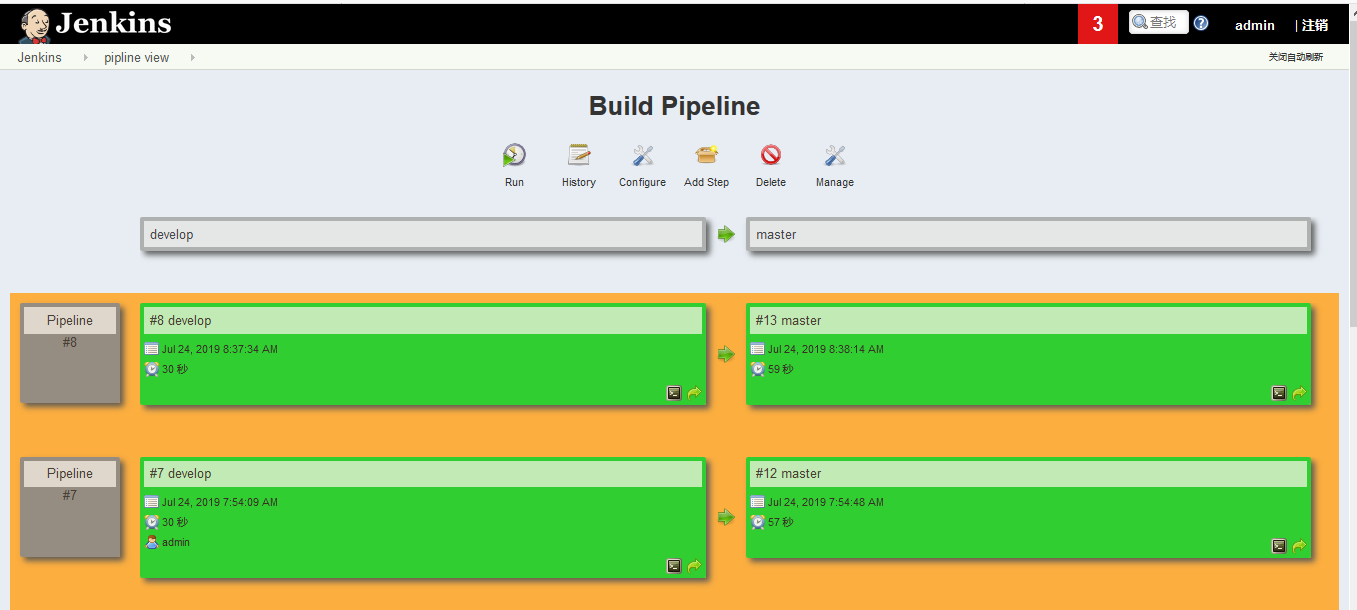 Jenkins
3
查找
admin
| 注销
Jenkins
pipline view
关闭自动刷新
Build Pipeline
Run
History
Configure
Add Step
Delete
Manage
develop
master
Pipeline
#8
#8 develop
Jul 24, 2019 8:37:34 AM
30 秒
#13 master
Jul 24, 2019 8:38:14 AM
59 秒
Pipeline
#7
#7 develop
Jul 24, 2019 7:54:09 AM
30 秒
admin
#12 master
Jul 24, 2019 7:54:48 AM
57 秒